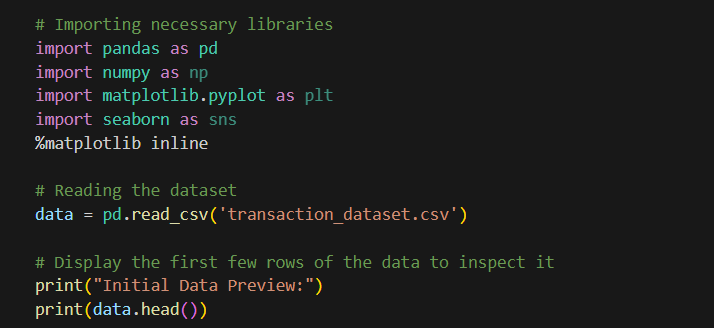 # Importing necessary libraries
import pandas as pd
import numpy as np
import matplotlib.pyplot as plt
import seaborn as sns
%matplotlib inline
# Reading the dataset
data = pd.read_csv('transaction_dataset.csv')
# Display the first few rows of the data to inspect it
print("Initial Data Preview:")
print(data.head())